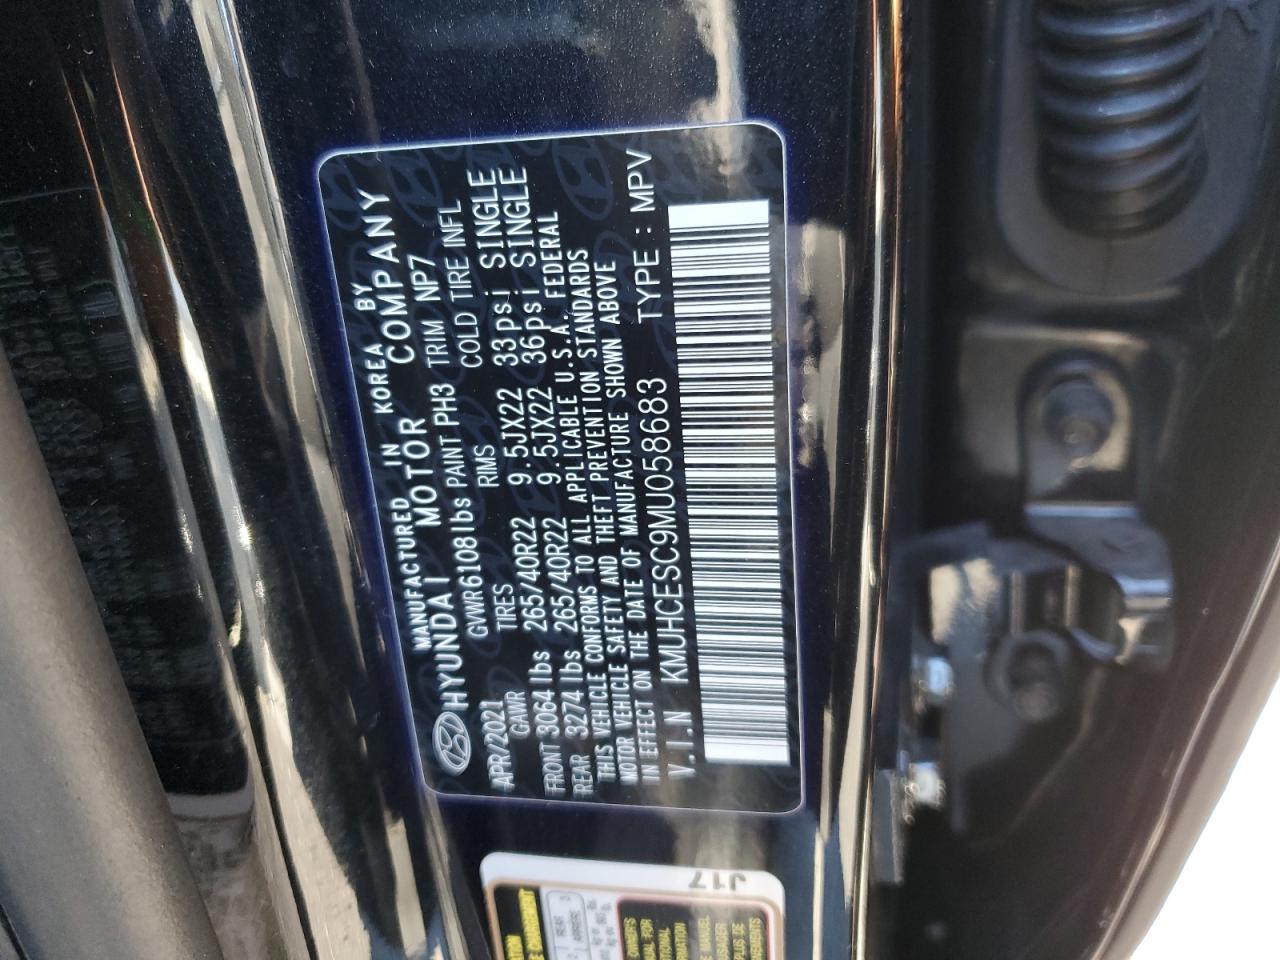 MANUFACTURED IN KOREA BY
HYUNDAI MOTOR COMPANY
APR/2021 GVWR 6108lbs PAINT PH3 TRIM NP7
GAWR TIRES RIMS COLD TIRE INFL
FRONT 3064 lbs 265/40R22 9.5JX22 33psi SINGLE
REAR 3274 lbs 265/40R22 9.5JX22 36psi SINGLE
THIS VEHICLE CONFORMS TO ALL APPLICABLE U.S.A. FEDERAL
MOTOR VEHICLE SAFETY AND THEFT PREVENTION STANDARDS
IN EFFECT ON THE DATE OF MANUFACTURE SHOWN ABOVE
V.I.N KMUHCESC9MU058683 TYPE : MPV
J17